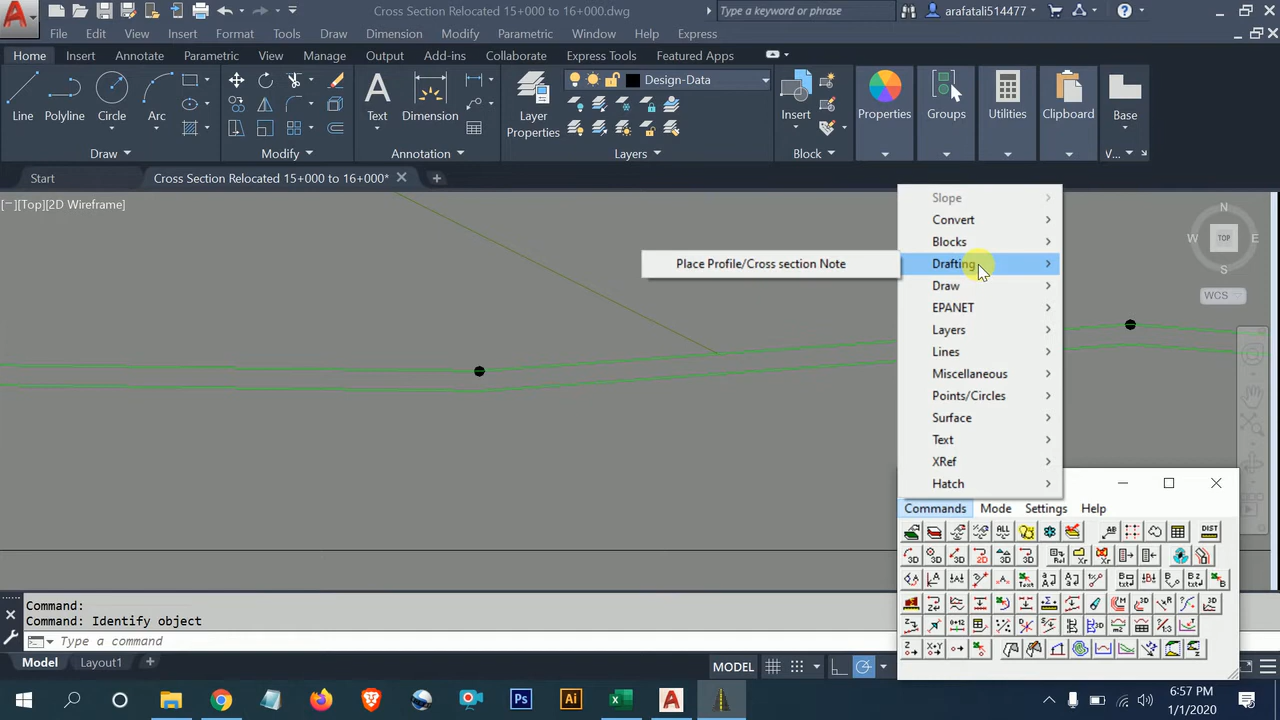 Cross Section Relocated 15+000 to 16+000.dwg
Type a keyword or phrase
arafatali514477
File Edit View Insert Format Tools Draw Dimension Modify Parametric Window Help Express
Home Insert Annotate Parametric View Manage Output Add-ins Collaborate Express Tools Featured Apps
Design-Data
Line Polyline Circle Arc
Text Dimension
Layer Properties
Insert
Properties Groups Utilities Clipboard Base
Draw Modify Annotation Layers Block V...
Start
Cross Section Relocated 15+000 to 16+000*
[−][Top][2D Wireframe]
N
W TOP E
S
WCS
Slope
Convert
Blocks
Place Profile/Cross section Note
Drafting
Draw
EPANET
Layers
Lines
Miscellaneous
Points/Circles
Surface
Text
XRef
Hatch
Commands Mode Settings Help
Command:
Command: Identify object
Type a command
Model Layout1
MODEL
6:57 PM
1/1/2020